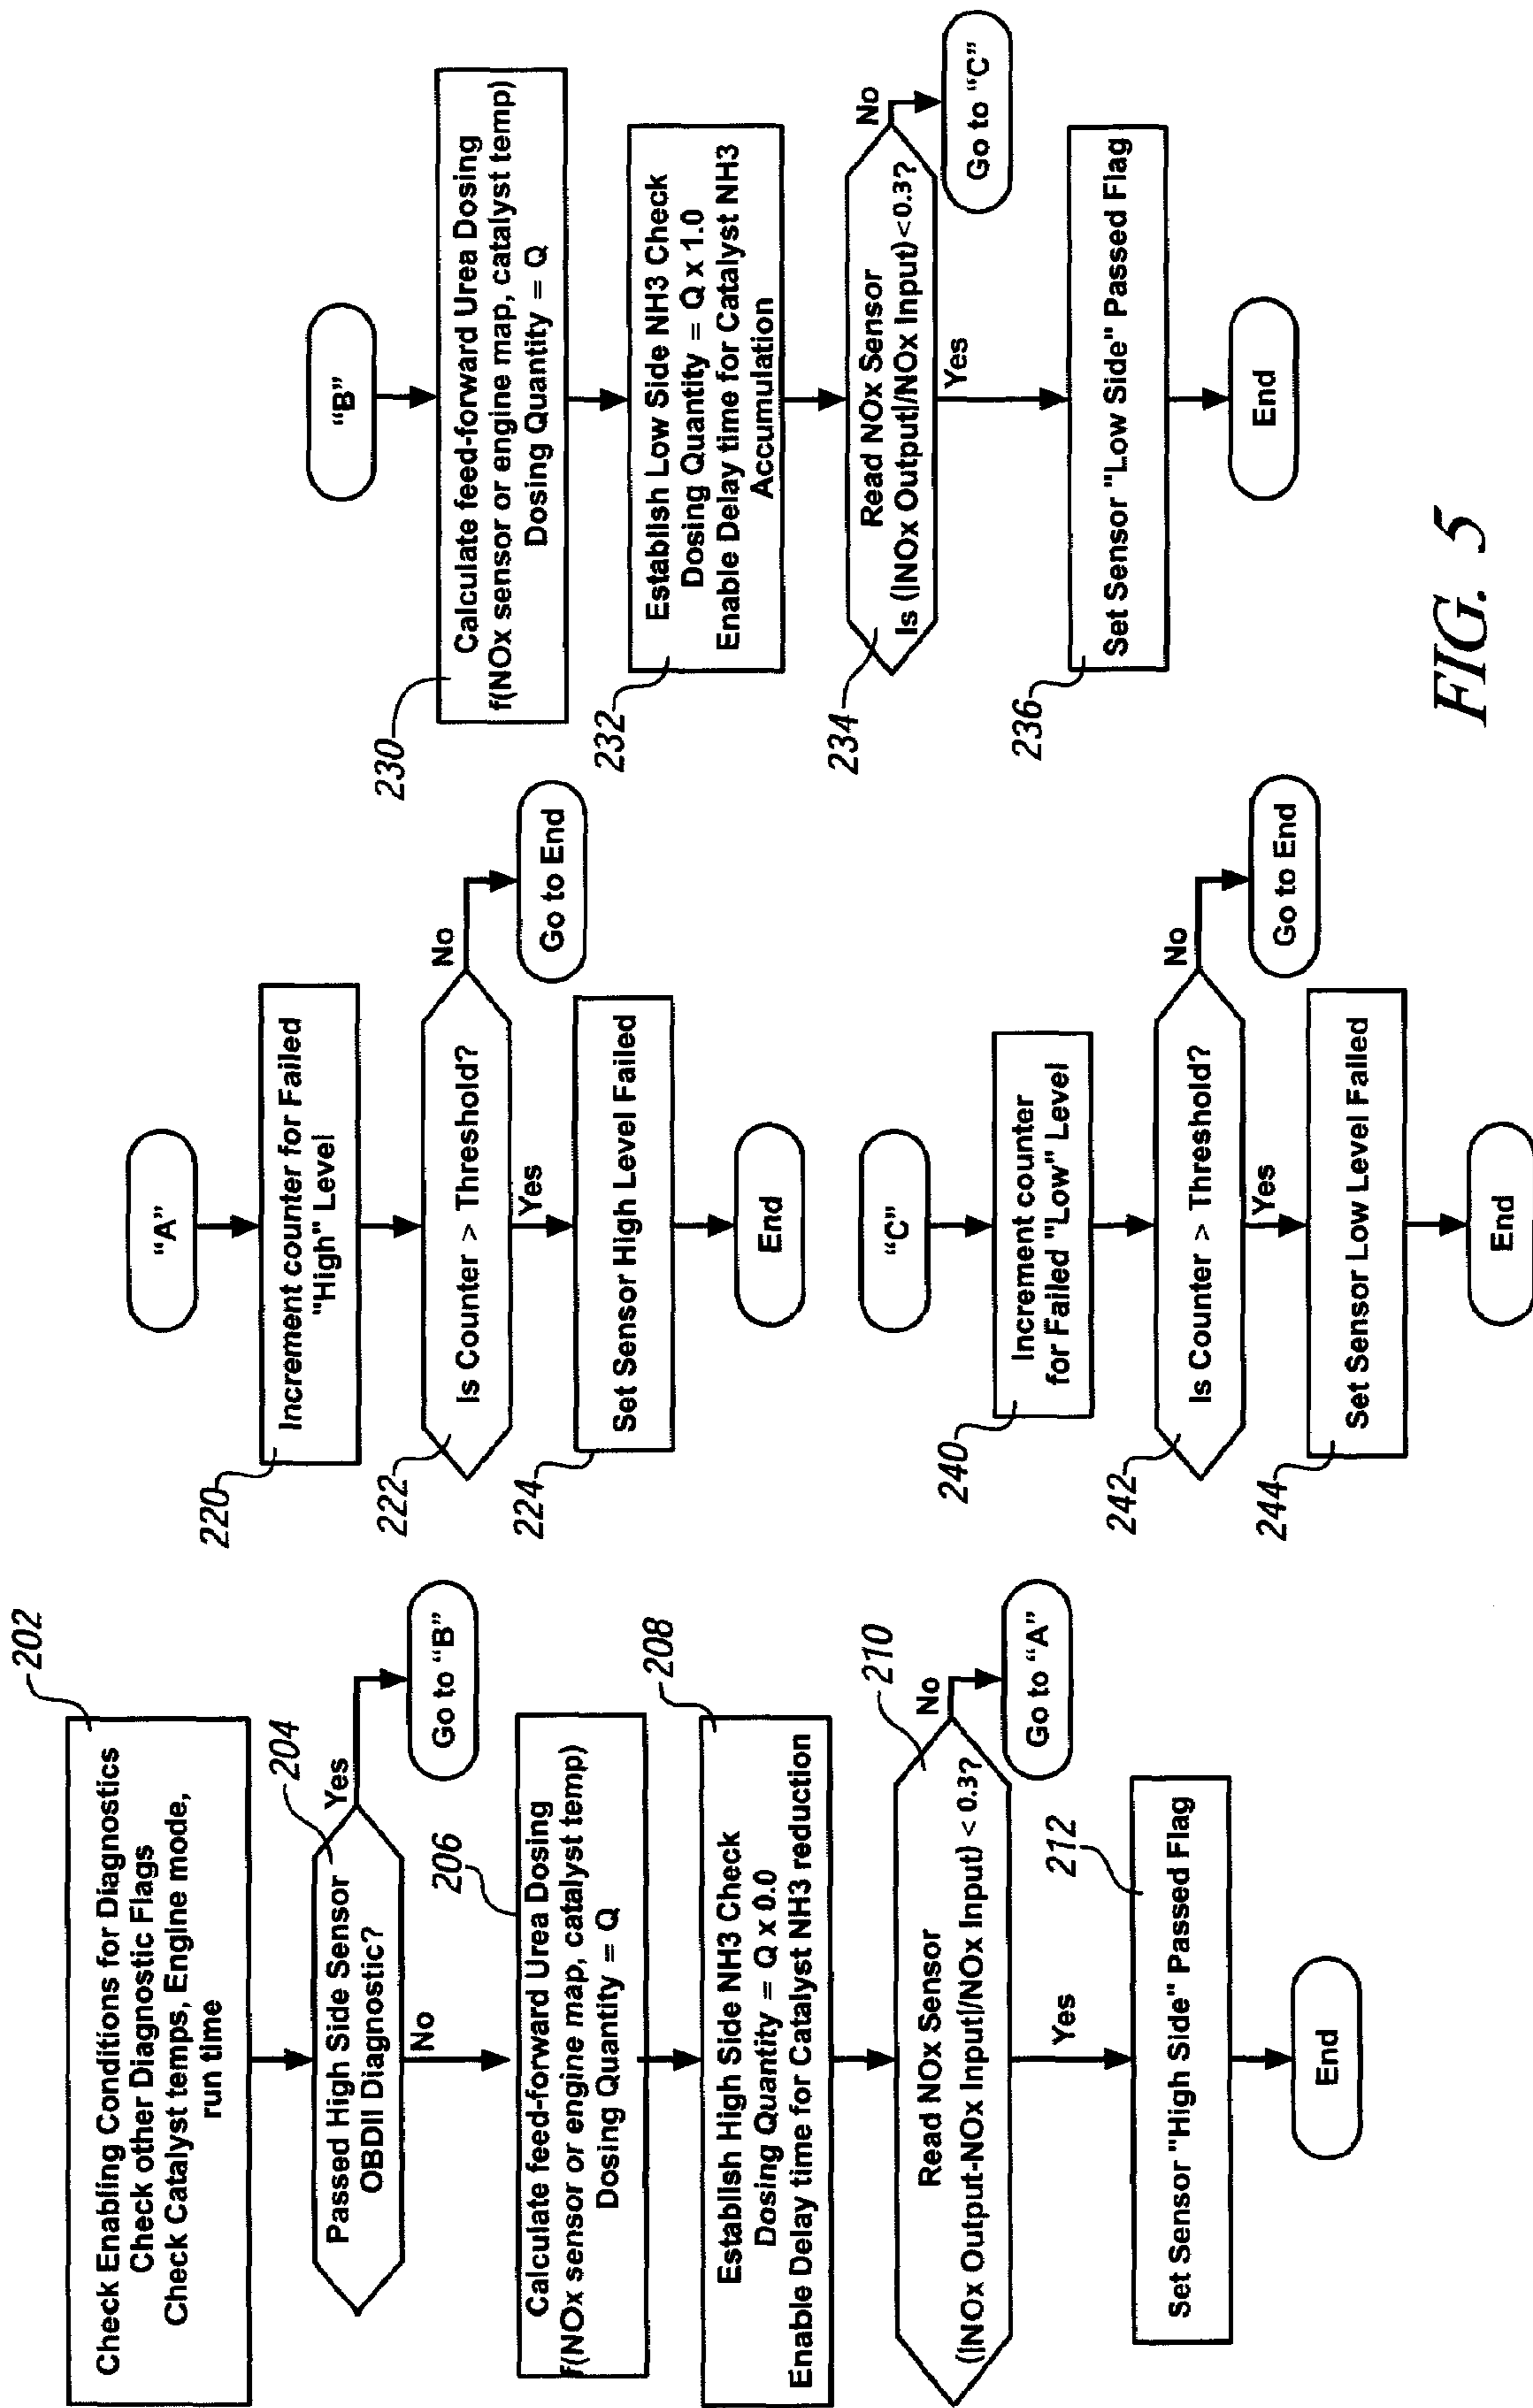 202
Check Enabling Conditions for Diagnostics
Check other Diagnostic Flags
Check Catalyst temps, Engine mode,
run time
204
Passed High Side Sensor
OBDII Diagnostic?
Yes
Go to “B”
No
206
Calculate feed-forward Urea Dosing
f(NOx sensor or engine map, catalyst temp)
Dosing Quantity = Q
208
Establish High Side NH3 Check
Dosing Quantity = Q x 0.0
Enable Delay time for Catalyst NH3 reduction
210
Read NOx Sensor
(|NOx Output-NOx Input|/NOx Input) < 0.3?
No
Go to “A”
Yes
212
Set Sensor "High Side" Passed Flag
End
“A”
220
Increment counter for Failed
"High" Level
222
Is Counter > Threshold?
No
Go to End
Yes
224
Set Sensor High Level Failed
End
“C”
240
Increment counter
for Failed "Low" Level
242
Is Counter > Threshold?
No
Go to End
Yes
244
Set Sensor Low Level Failed
End
“B”
230
Calculate feed-forward Urea Dosing
f(NOx sensor or engine map, catalyst temp)
Dosing Quantity = Q
232
Establish Low Side NH3 Check
Dosing Quantity = Q x 1.0
Enable Delay time for Catalyst NH3
Accumulation
234
Read NOx Sensor
Is (|NOx Output|/NOx Input) <0.3?
No
Go to “C”
Yes
236
Set Sensor "Low Side" Passed Flag
End
FIG. 5